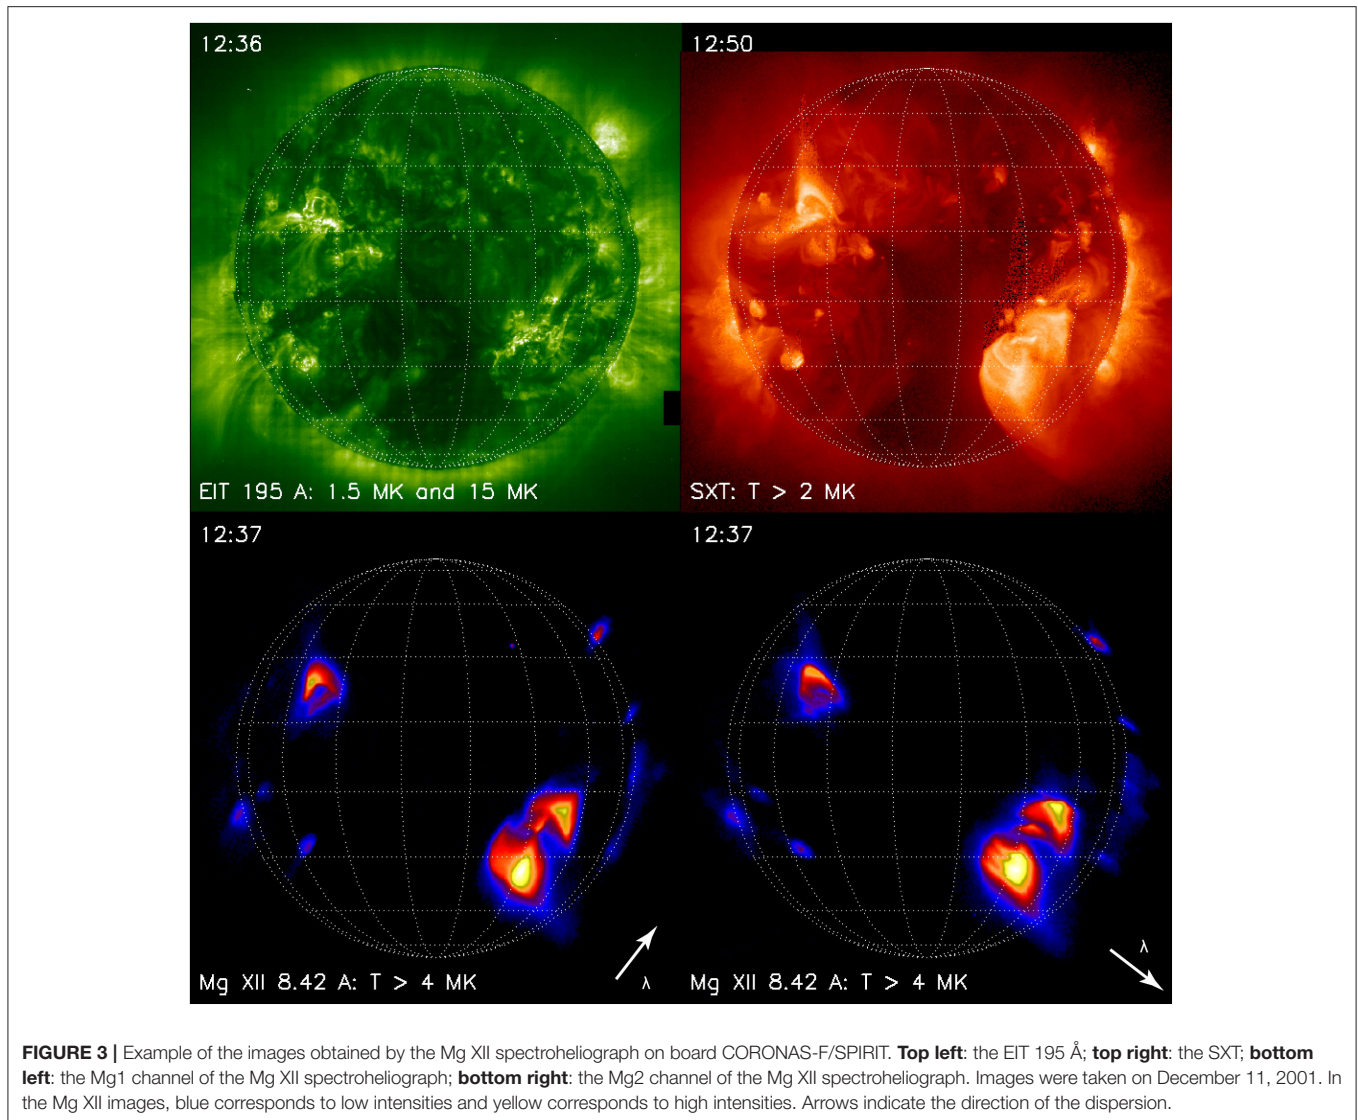 12:36
12:50
EIT 195 A: 1.5 MK and 15 MK
SXT: T > 2 MK
12:37
12:37
λ
λ
Mg XII 8.42 A: T > 4 MK
Mg XII 8.42 A: T > 4 MK
FIGURE 3 | Example of the images obtained by the Mg XII spectroheliograph on board CORONAS-F/SPIRIT. Top left: the EIT 195 Å; top right: the SXT; bottom
left: the Mg1 channel of the Mg XII spectroheliograph; bottom right: the Mg2 channel of the Mg XII spectroheliograph. Images were taken on December 11, 2001. In
the Mg XII images, blue corresponds to low intensities and yellow corresponds to high intensities. Arrows indicate the direction of the dispersion.